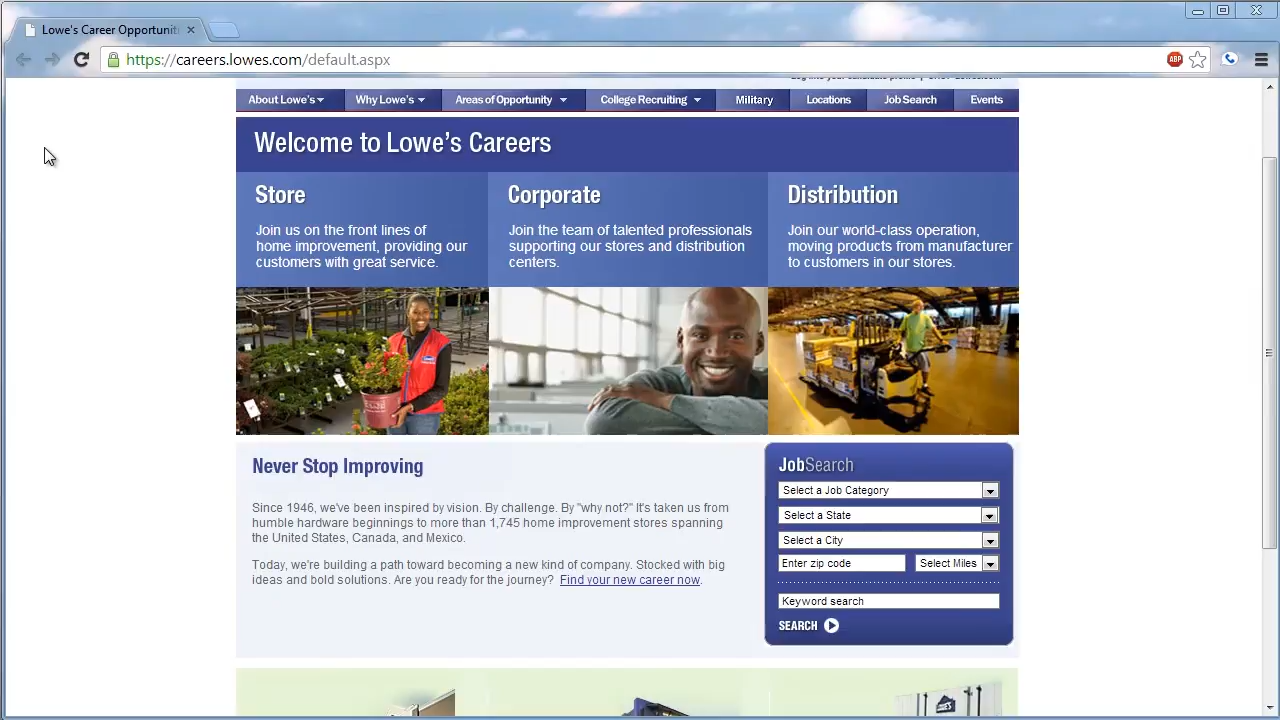 Lowe's Career Opportuniti
https://careers.lowes.com/default.aspx
ABP
About Lowe's
Why Lowe's
Areas of Opportunity
College Recruiting
Military
Locations
Job Search
Events
Welcome to Lowe's Careers
Store
Join us on the front lines of
home improvement, providing our
customers with great service.
Corporate
Join the team of talented professionals
supporting our stores and distribution
centers.
Distribution
Join our world-class operation,
moving products from manufacturer
to customers in our stores.
Never Stop Improving
Since 1946, we've been inspired by vision. By challenge. By "why not?" It's taken us from
humble hardware beginnings to more than 1,745 home improvement stores spanning
the United States, Canada, and Mexico.
Today, we're building a path toward becoming a new kind of company. Stocked with big
ideas and bold solutions. Are you ready for the journey? Find your new career now.
JobSearch
Select a Job Category
Select a State
Select a City
Enter zip code
Select Miles
Keyword search
SEARCH